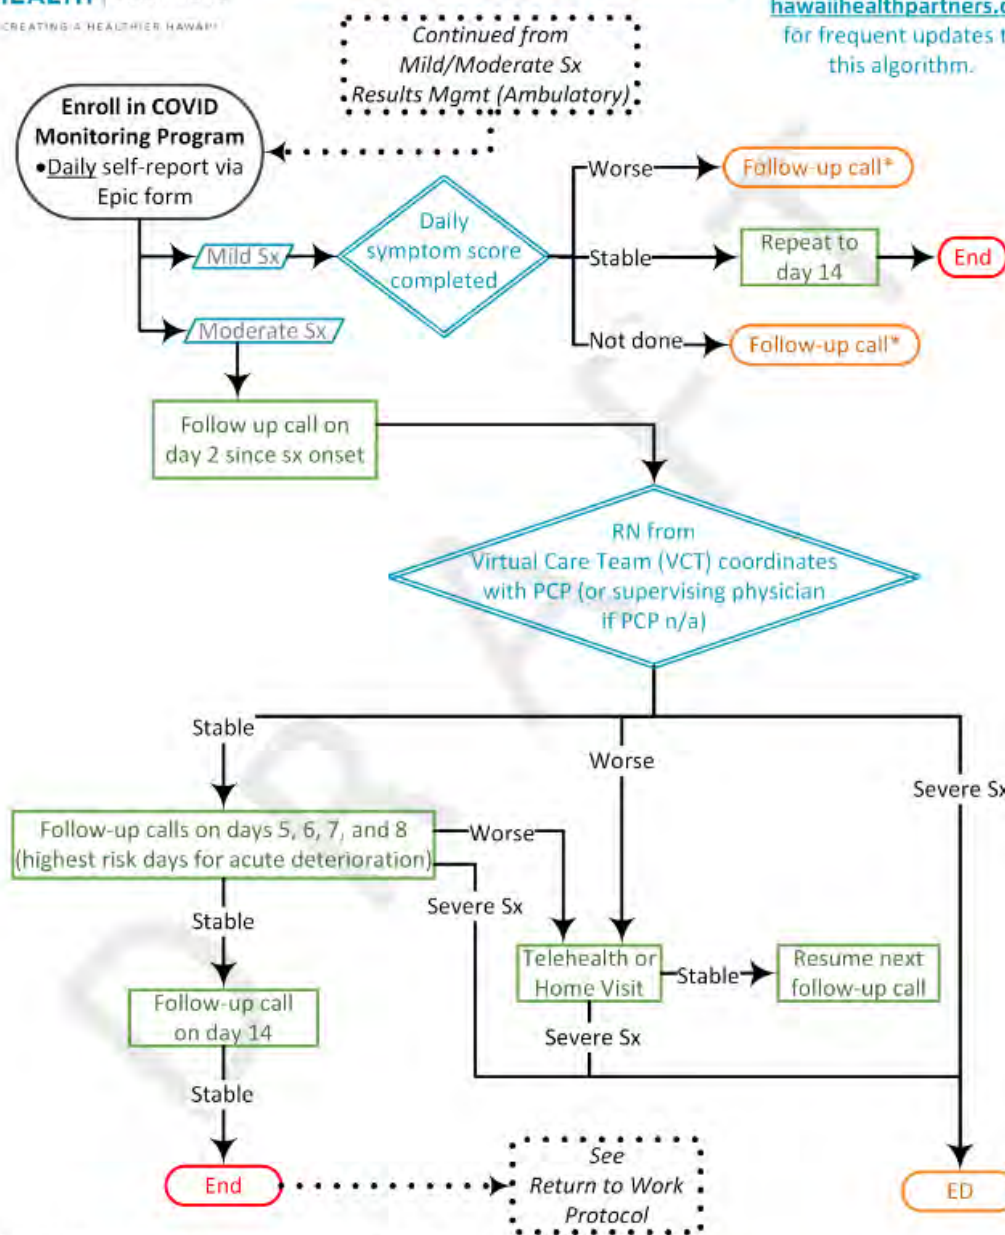 HEALTH
CREATING A HEALTHIER HAWAI'I
hawaiihealthpartners.
for frequent updates t
this algorithm.
Continued from
Mild/Moderate Sx
Results Mgmt (Ambulatory)
Enroll in COVID
Monitoring Program
•Daily self-report via
Epic form
Mild Sx
Moderate Sx
Daily
symptom score
completed
Worse
Follow-up call*
Stable
Repeat to
day 14
End
Not done
Follow-up call*
Follow up call on
day 2 since sx onset
RN from
Virtual Care Team (VCT) coordinates
with PCP (or supervising physician
if PCP n/a)
Stable
Worse
Severe Sx
Follow-up calls on days 5, 6, 7, and 8
(highest risk days for acute deterioration)
Worse
Severe Sx
Stable
Telehealth or
Home Visit
Stable
Resume next
follow-up call
Severe Sx
Follow-up call
on day 14
Stable
End
See
Return to Work
Protocol
ED
DRAFT